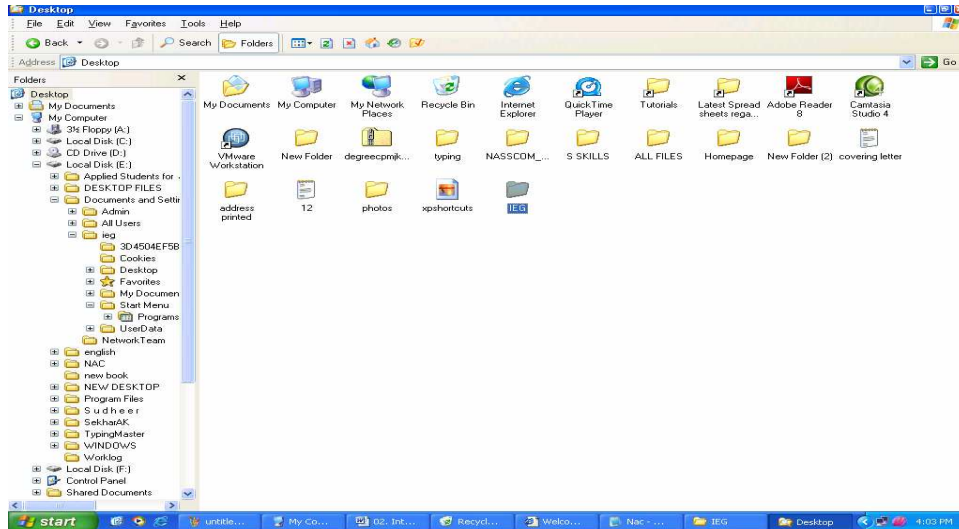 Desktop
File Edit View Favorites Tools Help
Back Search Folders
Address Desktop Go
Folders
Desktop
My Documents
My Computer
3½ Floppy (A:)
Local Disk (C:)
CD Drive (D:)
Local Disk (E:)
Applied Students for
DESKTOP FILES
Documents and Settir
Admin
All Users
ieg
3D4504EF5B
Cookies
Desktop
Favorites
My Documen
Start Menu
Programs
UserData
NetworkTeam
english
NAC
new book
NEW DESKTOP
Program Files
S u d h e e r
SekharAK
TypingMaster
WINDOWS
Worklog
Local Disk (F:)
Control Panel
Shared Documents
My Documents My Computer My Network Places Recycle Bin Internet Explorer QuickTime Player Tutorials Latest Spread sheets rega... Adobe Reader 8 Camtasia Studio 4
VMware Workstation New Folder degreecpmjk... typing NASSCOM_... S SKILLS ALL FILES Homepage New Folder (2) covering letter
address printed 12 photos xpshortcuts IEG
start untitle... My Co... 02. Int... Recycl... Welco... Nac - ... IEG Desktop 4:03 PM